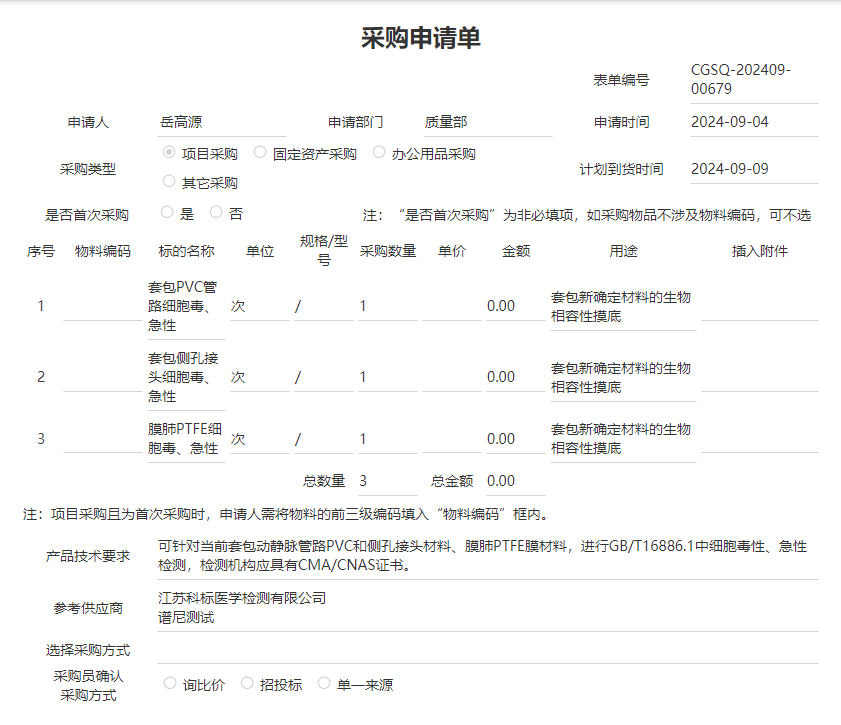 采购申请单
表单编号 CGSQ-202409-
00679
申请人 岳高源 申请部门 质量部 申请时间 2024-09-04
采购类型 项目采购 固定资产采购 办公用品采购
其它采购
计划到货时间 2024-09-09
是否首次采购 是 否 注：“是否首次采购”为非必填项，如采购物品不涉及物料编码，可不选
序号 物料编码 标的名称 单位 规格/型号 采购数量 单价 金额 用途 插入附件
套包PVC管
路细胞毒、
急性
1 次 / 1 0.00
套包新确定材料的生物
相容性摸底
套包侧孔接
头细胞毒、
急性
2 次 / 1 0.00
套包新确定材料的生物
相容性摸底
膜肺PTFE细
胞毒、急性
3 次 / 1 0.00
套包新确定材料的生物
相容性摸底
总数量 3 总金额 0.00
注：项目采购且为首次采购时，申请人需将物料的前三级编码填入“物料编码”框内。
产品技术要求
可针对当前套包动静脉管路PVC和侧孔接头材料、膜肺PTFE膜材料，进行GB/T16886.1中细胞毒性、急性
检测，检测机构应具有CMA/CNAS证书。
参考供应商
江苏科标医学检测有限公司
谱尼测试
选择采购方式
采购员确认
采购方式
询比价 招投标 单一来源